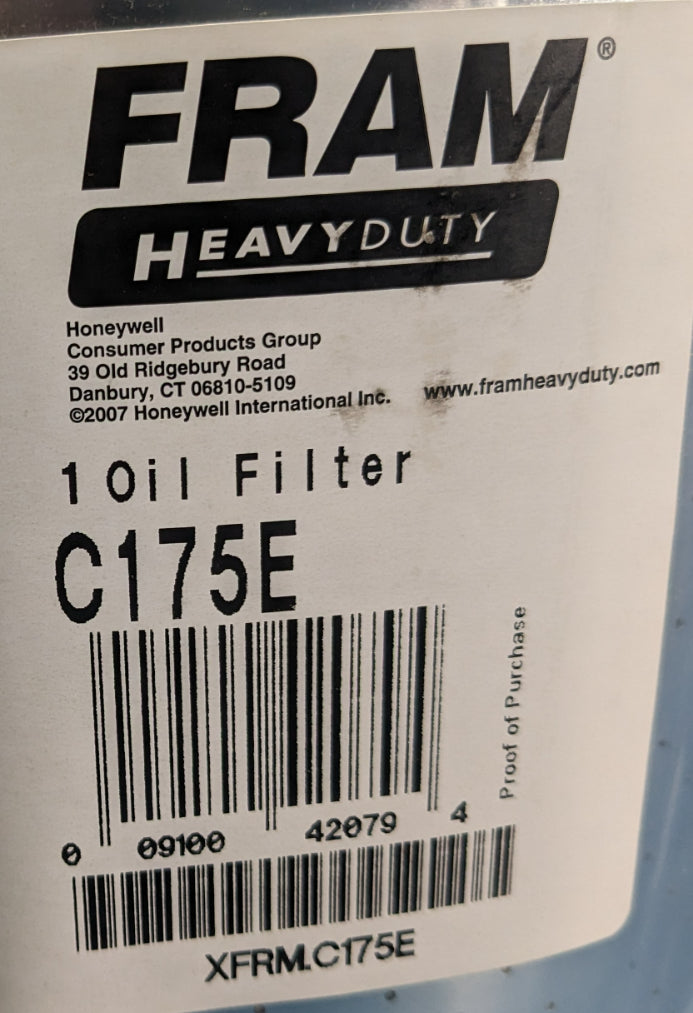 FRAM®
HEAVYDUTY
Honeywell
Consumer Products Group
39 Old Ridgebury Road
Danbury, CT 06810-5109
©2007 Honeywell International Inc.
www.framheavyduty.com
1 Oil Filter
C175E
Proof of Purchase
0 09100 42079 4
XFRM.C175E